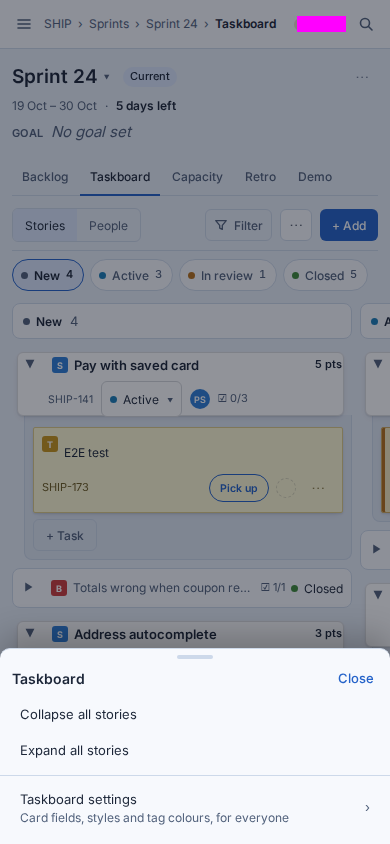 SHIP › Sprints › Sprint 24 › Taskboard
Sprint 24 ▾ Current ···
19 Oct – 30 Oct · 5 days left
GOAL No goal set
Backlog Taskboard Capacity Retro Demo
Stories People Filter ··· + Add
New 4 Active 3 In review 1 Closed 5
New 4 A
S Pay with saved card 5 pts
SHIP-141 Active ▾ PS ☑ 0/3
T E2E test
SHIP-173 Pick up ···
+ Task
B Totals wrong when coupon re... ☑ 1/1 Closed
S Address autocomplete 3 pts
Taskboard Close
Collapse all stories
Expand all stories
Taskboard settings ›
Card fields, styles and tag colours, for everyone